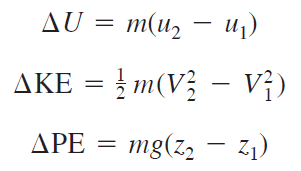 ΔU = m(u₂ − u₁)
ΔKE = ½ m(V₂² − V₁²)
ΔPE = mg(z₂ − z₁)